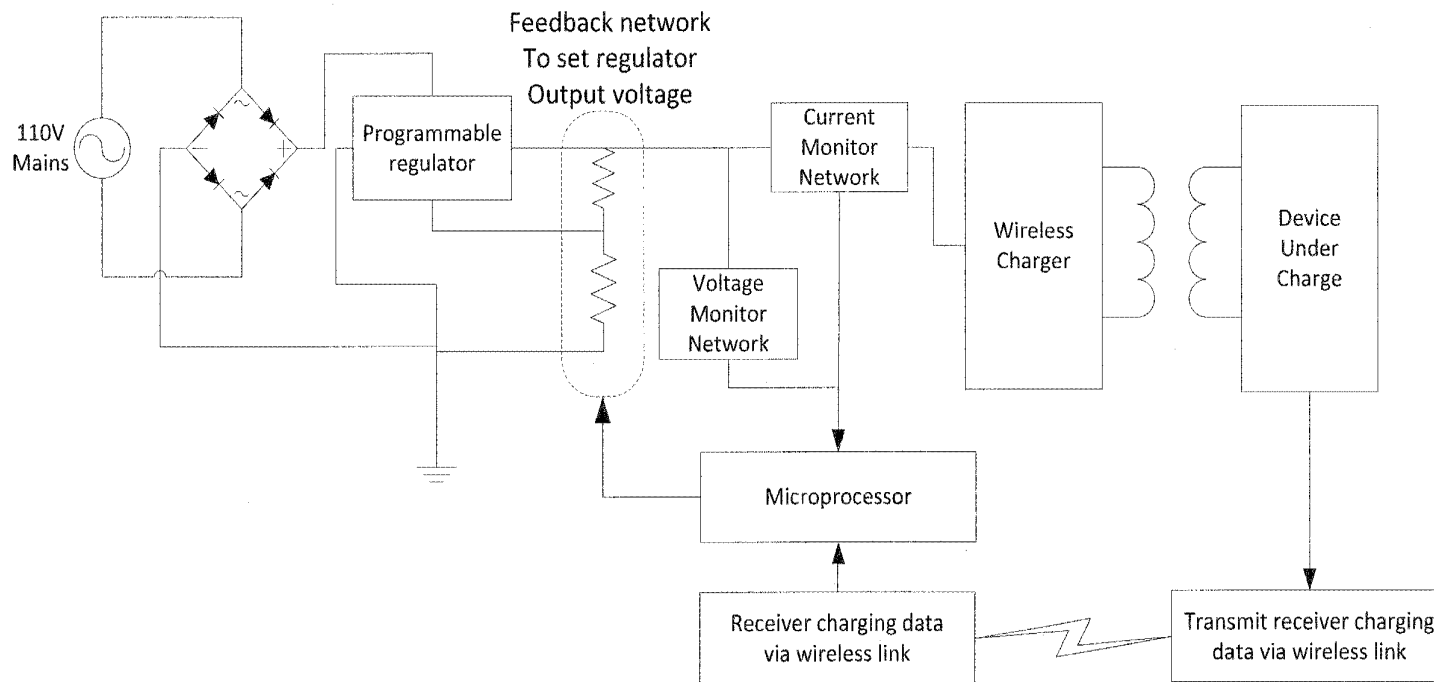 Feedback network
To set regulator
Output voltage
110V
Mains
~
~
Programmable
regulator
Current
Monitor
Network
Wireless
Charger
Device
Under
Charge
Voltage
Monitor
Network
Microprocessor
Receiver charging data
via wireless link
Transmit receiver charging
data via wireless link